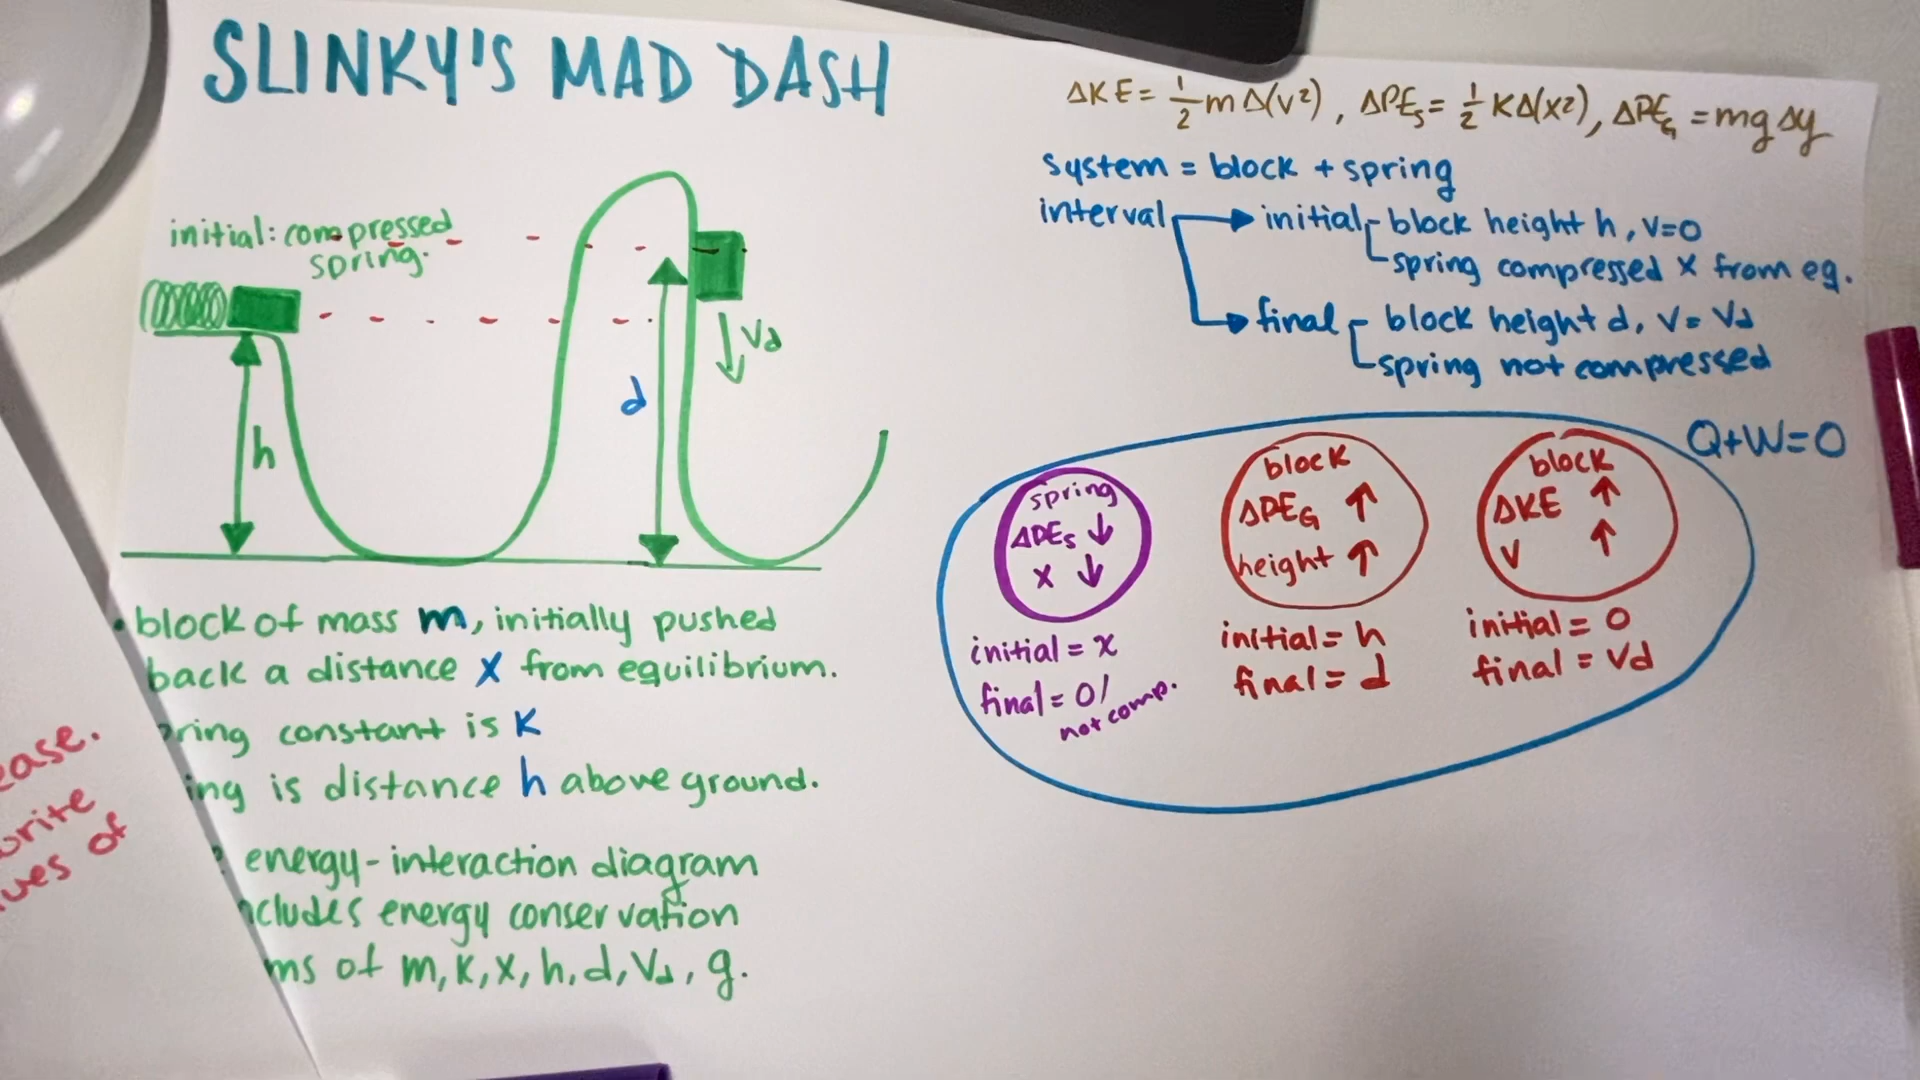 SLINKY'S MAD DASH
initial: compressed
spring.
h
d
Vd
• block of mass m, initially pushed
back a distance x from equilibrium.
ring constant is K
ing is distance h above ground.
energy-interaction diagram
cludes energy conservation
ms of m, K, x, h, d, Vd, g.
ease.
write
ues of
ΔKE = 1/2 m Δ(v²), ΔPEs = 1/2 K Δ(x²), ΔPEG = mg Δy
system = block + spring
interval → initial - block height h, v=0
spring compressed x from eq.
→ final - block height d, v = Vd
spring not compressed
Q+W=0
spring
ΔPEs ↓
x ↓
initial = x
final = 0/
not comp.
block
ΔPEG ↑
height ↑
initial = h
final = d
block
ΔKE ↑
V ↑
initial = 0
final = Vd